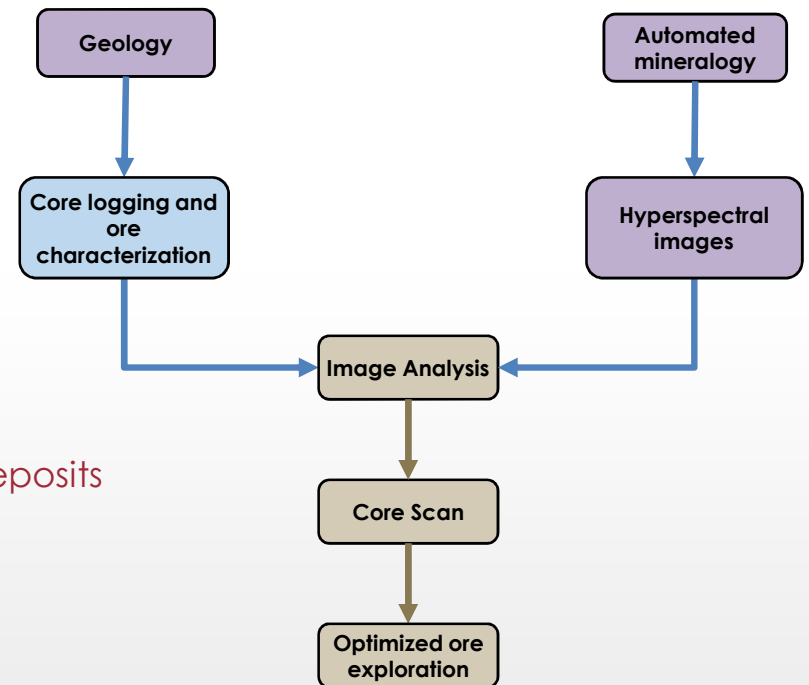 Geology
Automated
mineralogy
Core logging and
ore
characterization
Hyperspectral
images
Image Analysis
eposits
Core Scan
Optimized ore
exploration